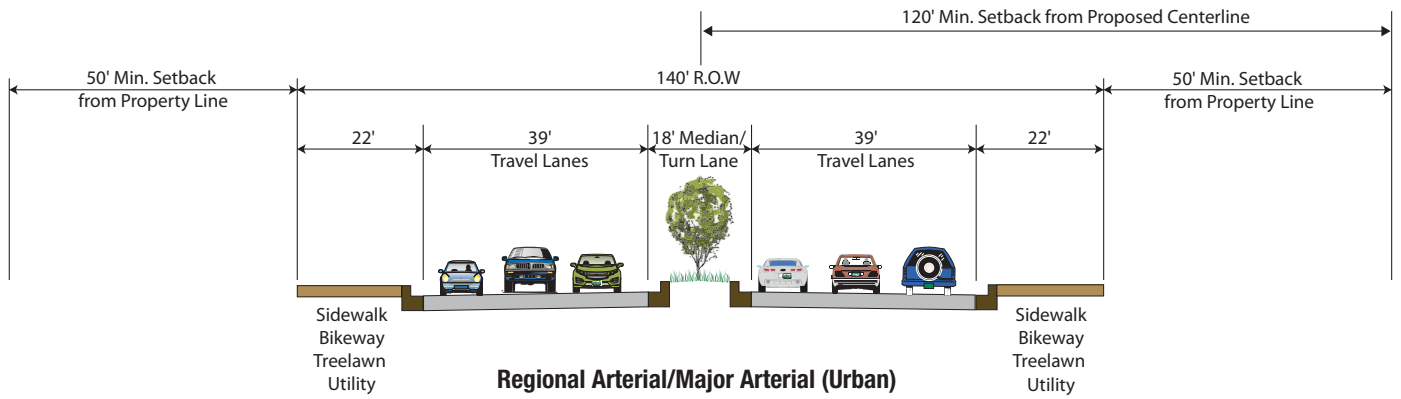 120' Min. Setback from Proposed Centerline
50' Min. Setback
from Property Line
140' R.O.W
50' Min. Setback
from Property Line
22'
39'
Travel Lanes
18' Median/
Turn Lane
39'
Travel Lanes
22'
Sidewalk
Bikeway
Treelawn
Utility
Sidewalk
Bikeway
Treelawn
Utility
Regional Arterial/Major Arterial (Urban)